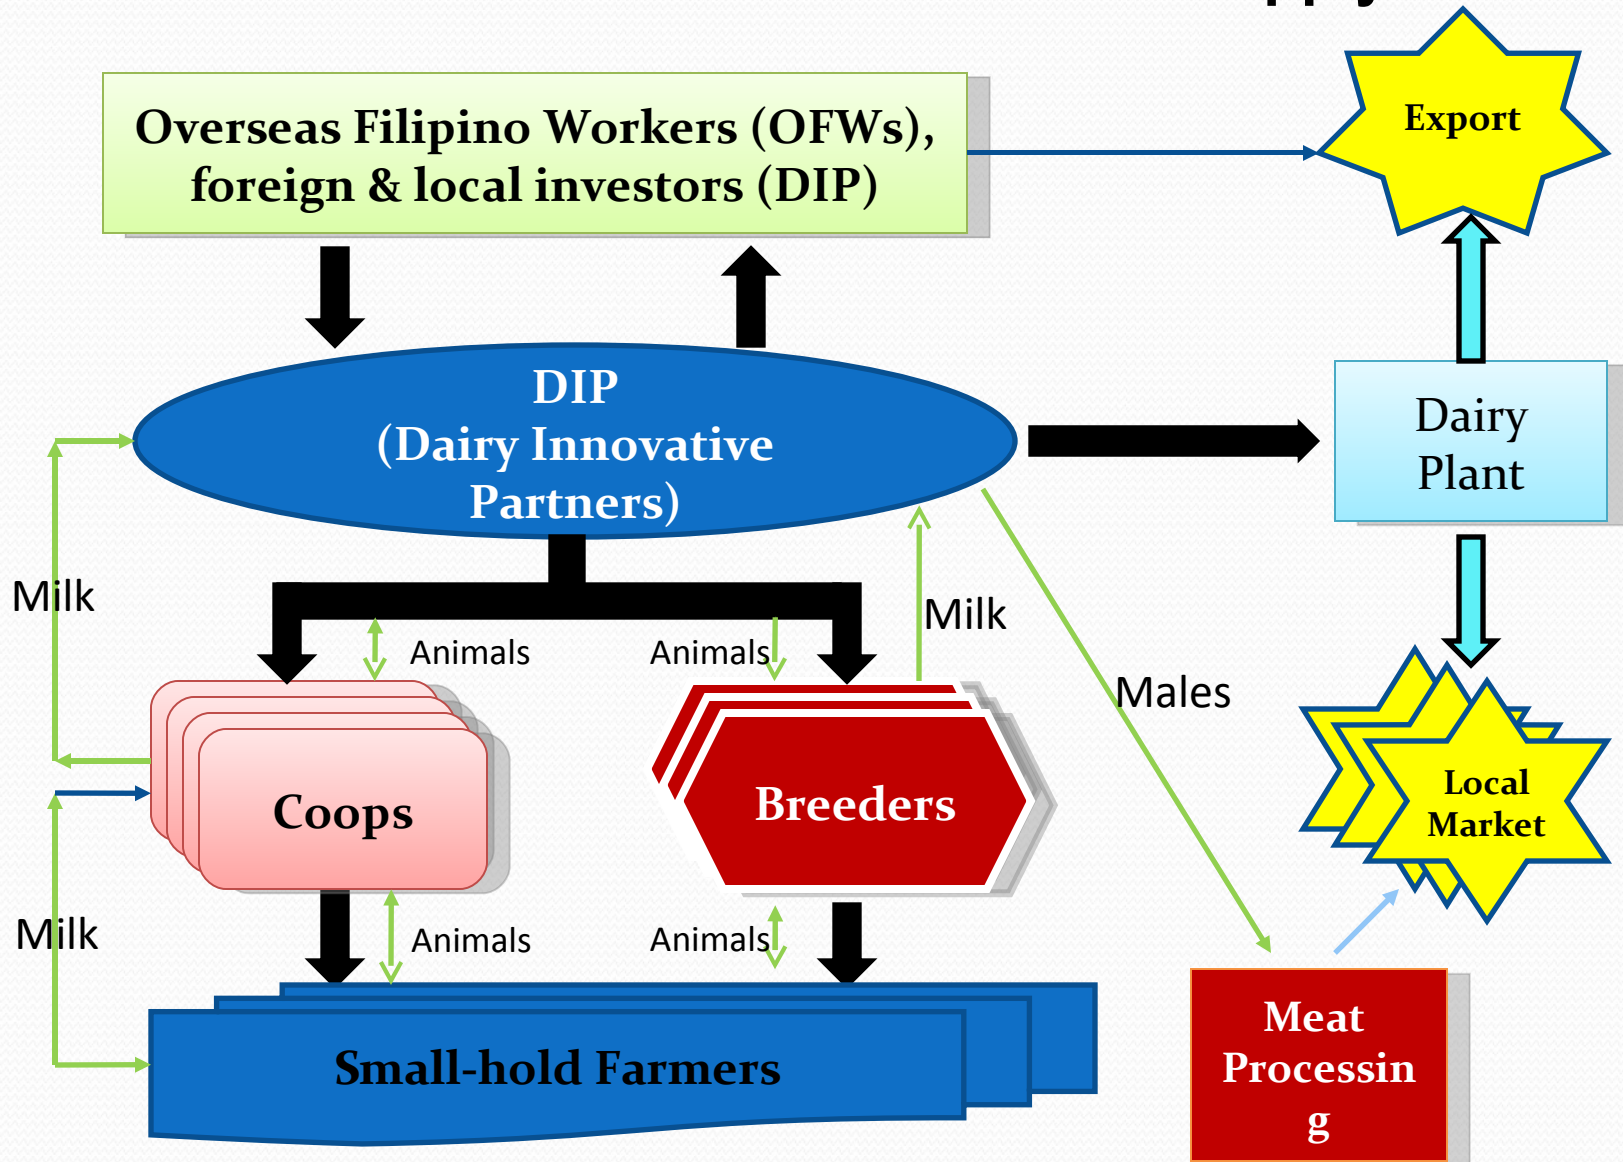 Overseas Filipino Workers (OFWs),
foreign & local investors (DIP)
Export
DIP
(Dairy Innovative
Partners)
Dairy
Plant
Milk
Animals
Animals
Milk
Males
Coops
Breeders
Local
Market
Milk
Animals
Animals
Small-hold Farmers
Meat
Processin
g